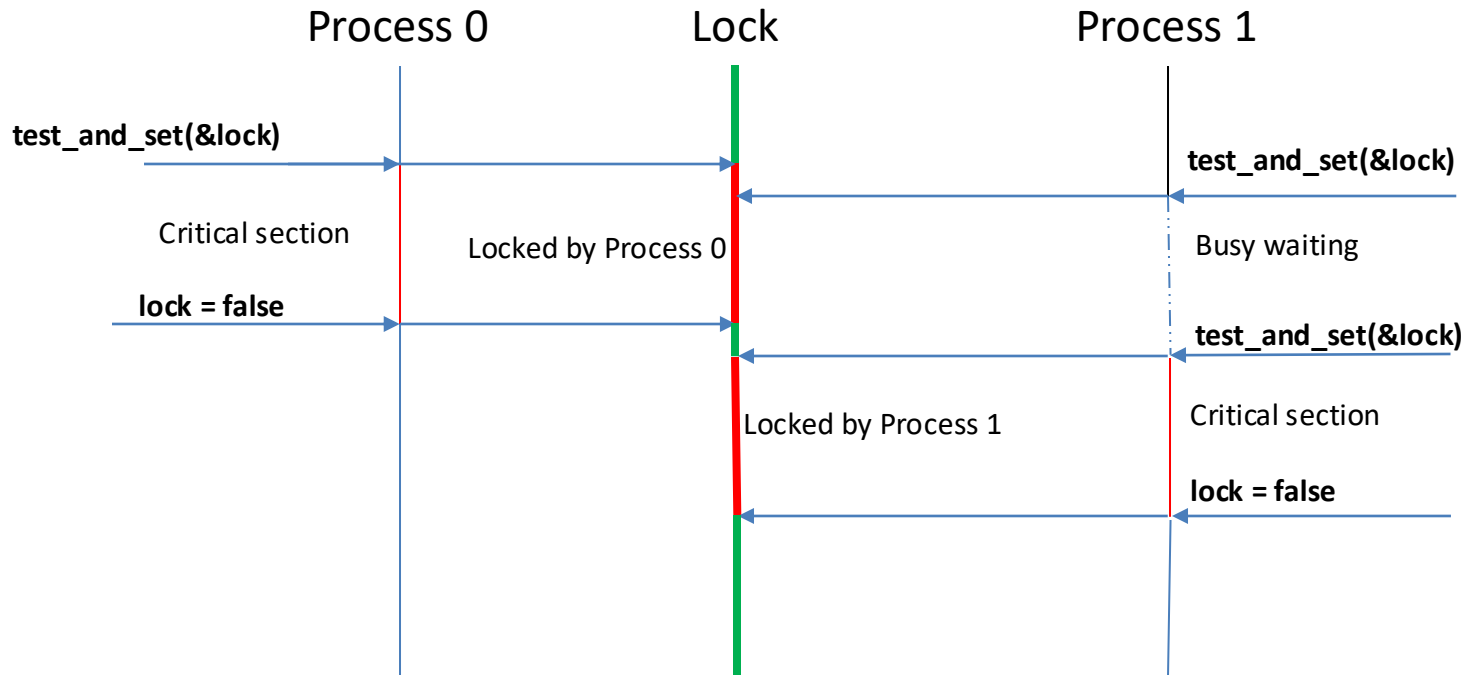 Process 0
Lock
Process 1
test_and_set(&lock)
test_and_set(&lock)
Critical section
Locked by Process 0
Busy waiting
lock = false
test_and_set(&lock)
Locked by Process 1
Critical section
lock = false